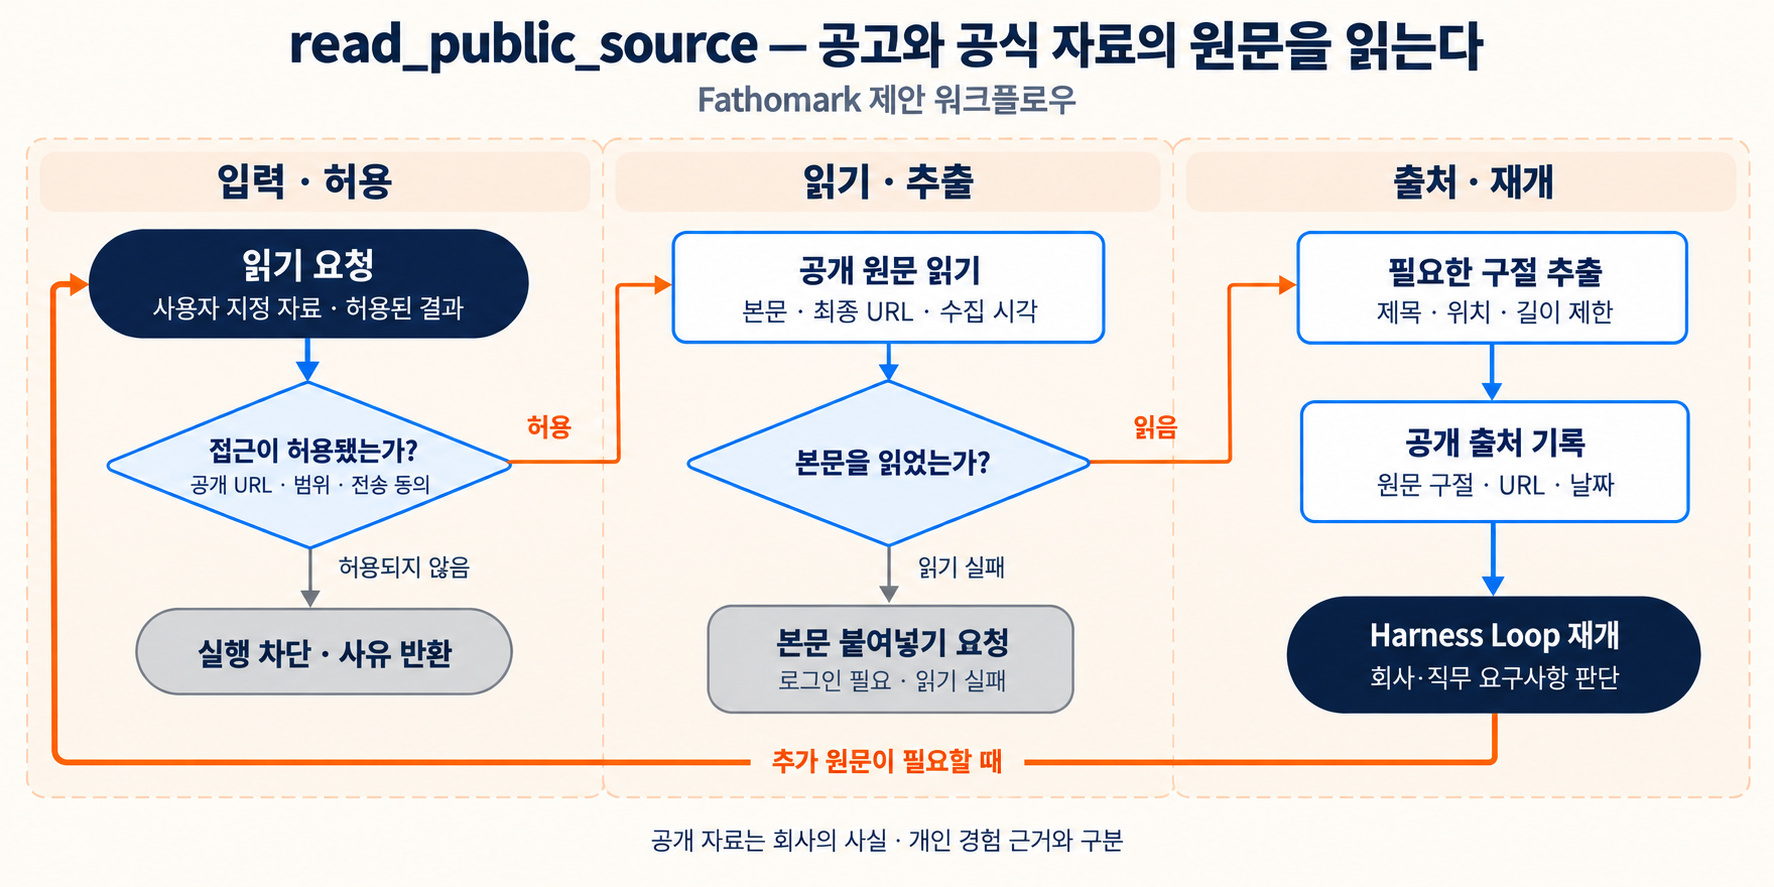 read_public_source — 공고와 공식 자료의 원문을 읽는다
Fathomark 제안 워크플로우
입력 · 허용
읽기 요청
사용자 지정 자료 · 허용된 결과
접근이 허용됐는가?
공개 URL · 범위 · 전송 동의
허용
허용되지 않음
실행 차단 · 사유 반환
읽기 · 추출
공개 원문 읽기
본문 · 최종 URL · 수집 시각
본문을 읽었는가?
읽음
읽기 실패
본문 붙여넣기 요청
로그인 필요 · 읽기 실패
출처 · 재개
필요한 구절 추출
제목 · 위치 · 길이 제한
공개 출처 기록
원문 구절 · URL · 날짜
Harness Loop 재개
회사·직무 요구사항 판단
추가 원문이 필요할 때
공개 자료는 회사의 사실 · 개인 경험 근거와 구분